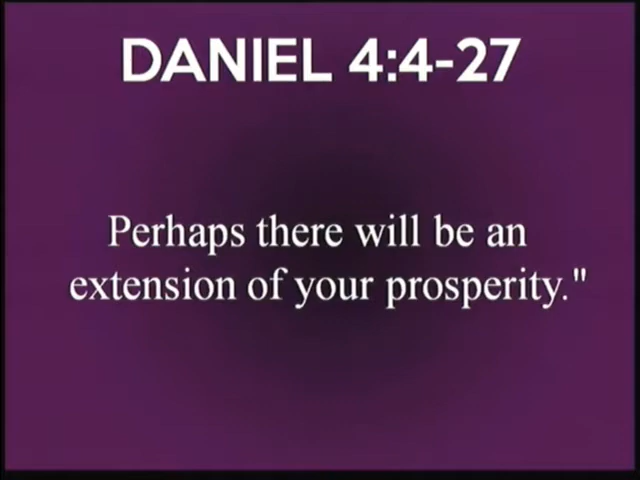 DANIEL 4:4-27
Perhaps there will be an
extension of your prosperity."